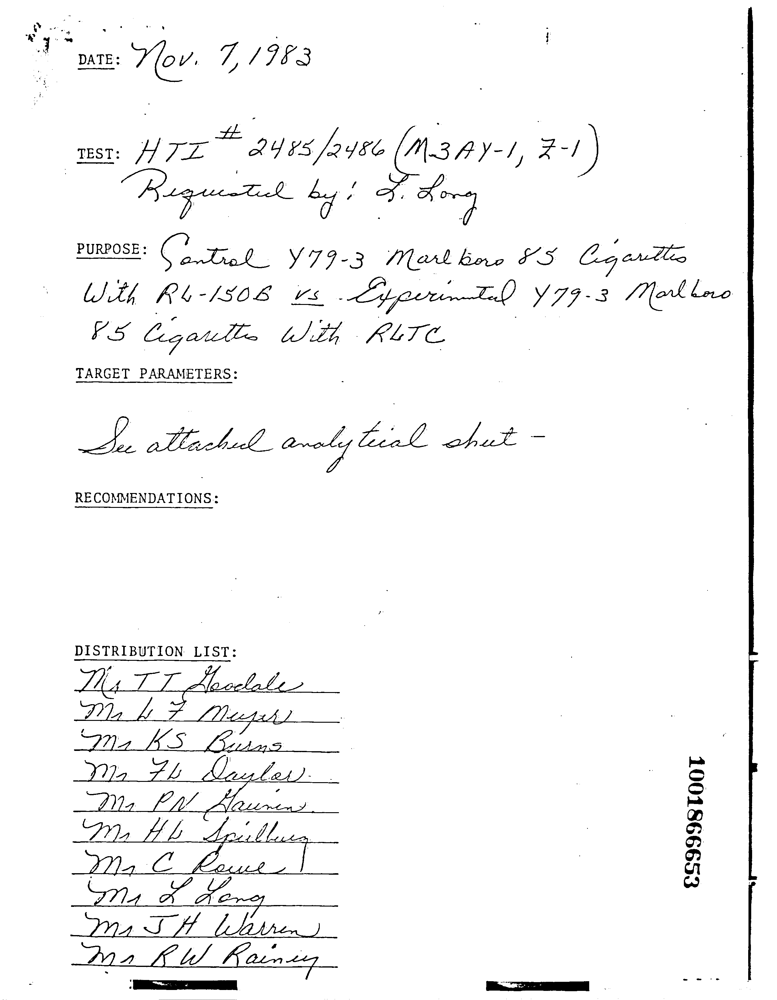 DATE: Nov. 7, 1983
TEST: HTI # 2485/2486 (M3AY-1, Z-1)
Requested by: L. Long
PURPOSE: Control Y79-3 Marlboro 85 Cigarettes
With RL-150B vs. Experimental Y79-3 Marlboro
85 Cigarettes With RLTC
TARGET PARAMETERS:
See attached analytical sheet -
RECOMMENDATIONS:
DISTRIBUTION LIST:
Mr TT Goodale
Mr LF Meyer
Mr KS Burns
Mr FL Daylor
Mr PN Gauvin
Mr HL Spielberg
Mr C Rowe
Mr L Long
Mr JH Warren
Mr RW Rainey
1001866653